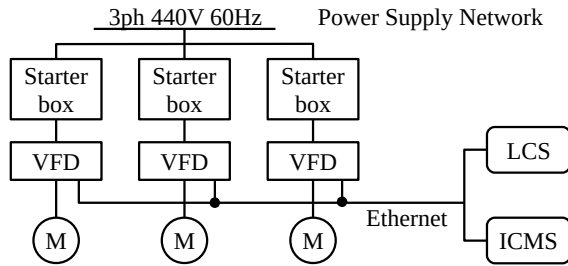 3ph 440V 60Hz
Power Supply Network
Starter
box
Starter
box
Starter
box
VFD
VFD
VFD
LCS
Ethernet
M
M
M
ICMS